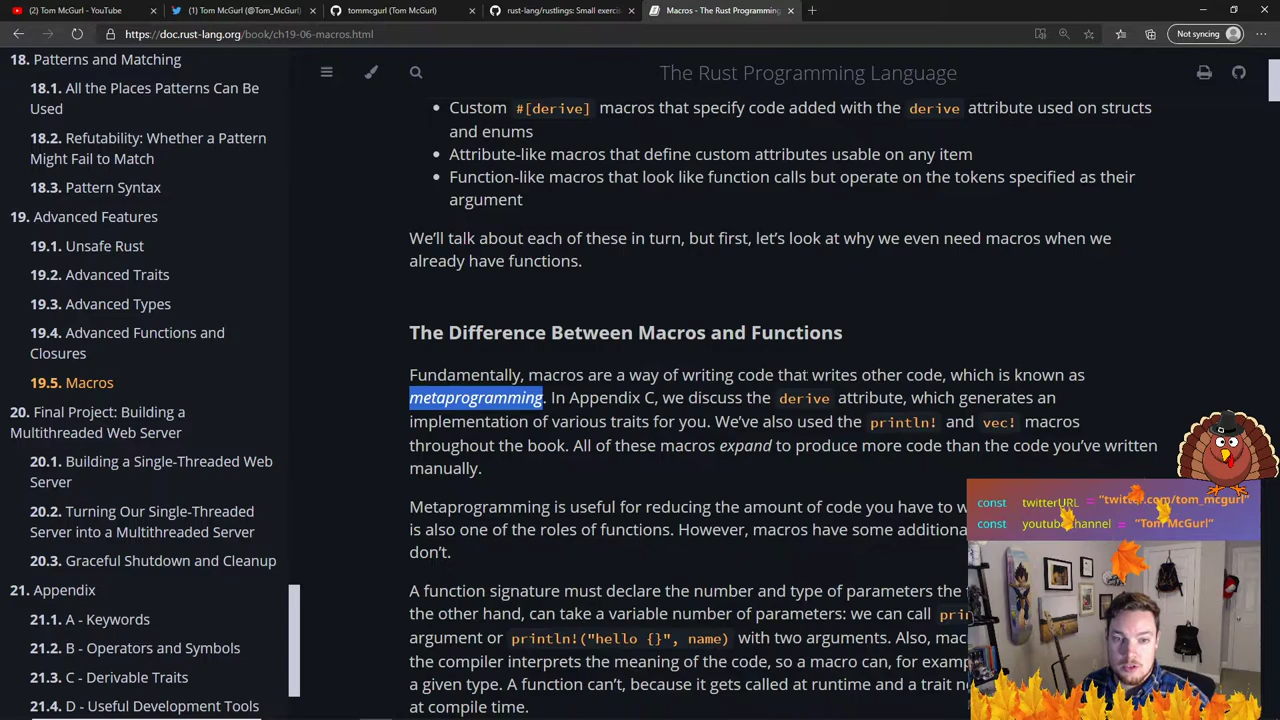 (2) Tom McGurl - YouTube
(1) Tom McGurl (@Tom_McGurl)
tommcgurl (Tom McGurl)
rust-lang/rustlings: Small exerci
Macros - The Rust Programming
https://doc.rust-lang.org/book/ch19-06-macros.html
Not syncing
18. Patterns and Matching
18.1. All the Places Patterns Can Be
Used
18.2. Refutability: Whether a Pattern
Might Fail to Match
18.3. Pattern Syntax
19. Advanced Features
19.1. Unsafe Rust
19.2. Advanced Traits
19.3. Advanced Types
19.4. Advanced Functions and
Closures
19.5. Macros
20. Final Project: Building a
Multithreaded Web Server
20.1. Building a Single-Threaded Web
Server
20.2. Turning Our Single-Threaded
Server into a Multithreaded Server
20.3. Graceful Shutdown and Cleanup
21. Appendix
21.1. A - Keywords
21.2. B - Operators and Symbols
21.3. C - Derivable Traits
21.4. D - Useful Development Tools
The Rust Programming Language
• Custom #[derive] macros that specify code added with the derive attribute used on structs
and enums
• Attribute-like macros that define custom attributes usable on any item
• Function-like macros that look like function calls but operate on the tokens specified as their
argument
We’ll talk about each of these in turn, but first, let’s look at why we even need macros when we
already have functions.
The Difference Between Macros and Functions
Fundamentally, macros are a way of writing code that writes other code, which is known as
metaprogramming. In Appendix C, we discuss the derive attribute, which generates an
implementation of various traits for you. We’ve also used the println! and vec! macros
throughout the book. All of these macros expand to produce more code than the code you’ve written
manually.
Metaprogramming is useful for reducing the amount of code you have to w
is also one of the roles of functions. However, macros have some additiona
don’t.
A function signature must declare the number and type of parameters the
the other hand, can take a variable number of parameters: we can call prin
argument or println!("hello {}", name) with two arguments. Also, mac
the compiler interprets the meaning of the code, so a macro can, for examp
a given type. A function can’t, because it gets called at runtime and a trait n
at compile time.
const twitterURL = "twitter.com/tom_mcgurl"
const youtubeChannel = "Tom McGurl"